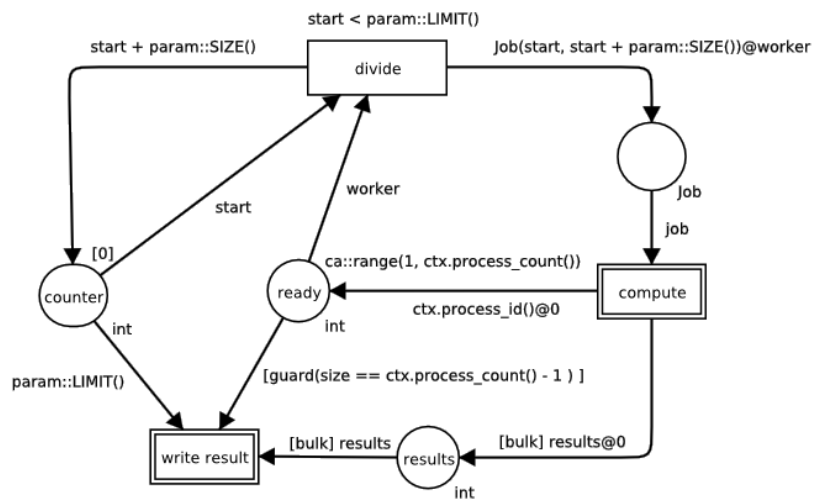 start < param::LIMIT()
start + param::SIZE()
Job(start, start + param::SIZE())@worker
divide
worker
start
Job
job
[0]
ca::range(1, ctx.process_count())
counter
ready
compute
int
int
ctx.process_id()@0
param::LIMIT()
[guard(size == ctx.process_count() - 1 ) ]
write result
[bulk] results
results
[bulk] results@0
int